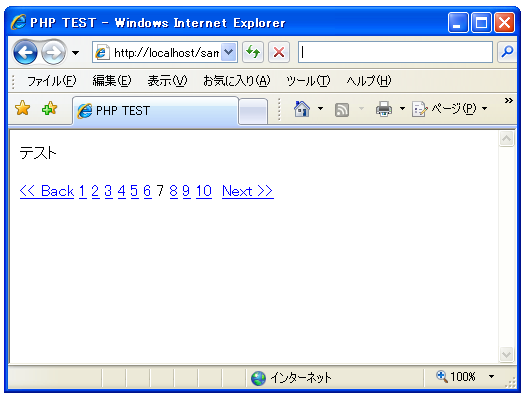 PHP TEST - Windows Internet Explorer
http://localhost/sam
ファイル(F) 編集(E) 表示(V) お気に入り(A) ツール(T) ヘルプ(H)
PHP TEST ページ(P) »
テスト
<< Back 1 2 3 4 5 6 7 8 9 10 Next >>
インターネット 100%